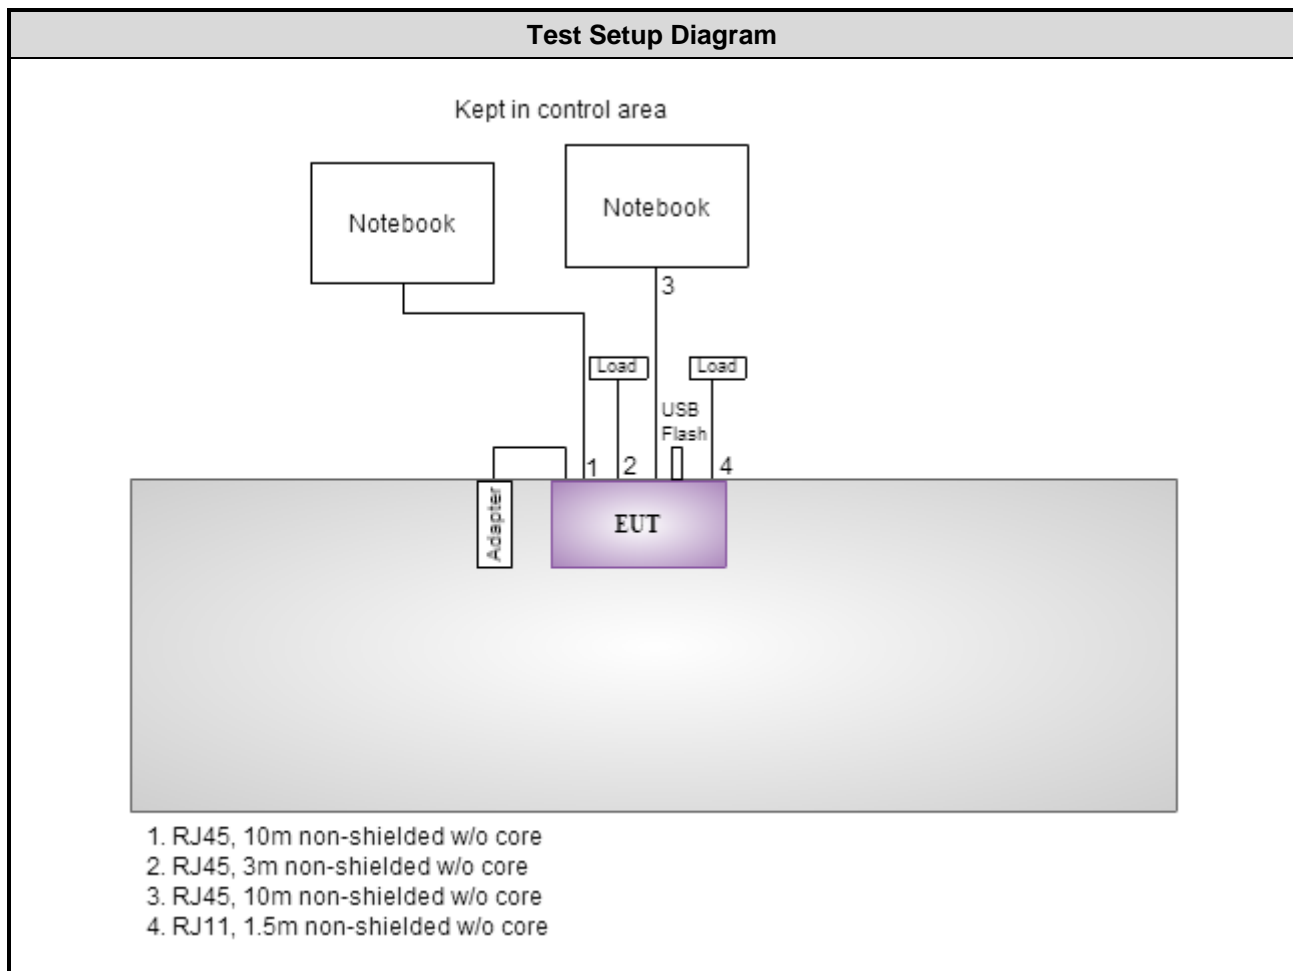 Test Setup Diagram
Kept in control area
Notebook
Notebook
3
Load
Load
USB
Flash
1
2
4
Adapter
EUT
1. RJ45, 10m non-shielded w/o core
2. RJ45, 3m non-shielded w/o core
3. RJ45, 10m non-shielded w/o core
4. RJ11, 1.5m non-shielded w/o core